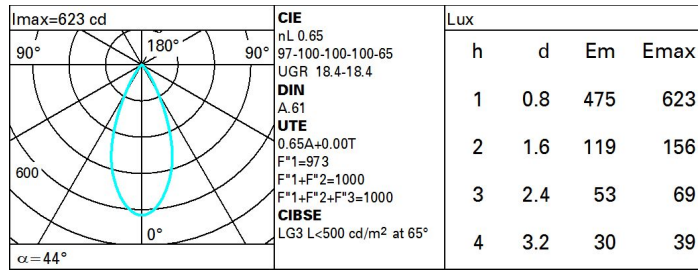 Imax=623 cd
90° 180° 90°
600
0°
α=44°
CIE
nL 0.65
97-100-100-100-65
UGR 18.4-18.4
DIN
A.61
UTE
0.65A+0.00T
F"1=973
F"1+F"2=1000
F"1+F"2+F"3=1000
CIBSE
LG3 L<500 cd/m² at 65°
Lux
h d Em Emax
1 0.8 475 623
2 1.6 119 156
3 2.4 53 69
4 3.2 30 39